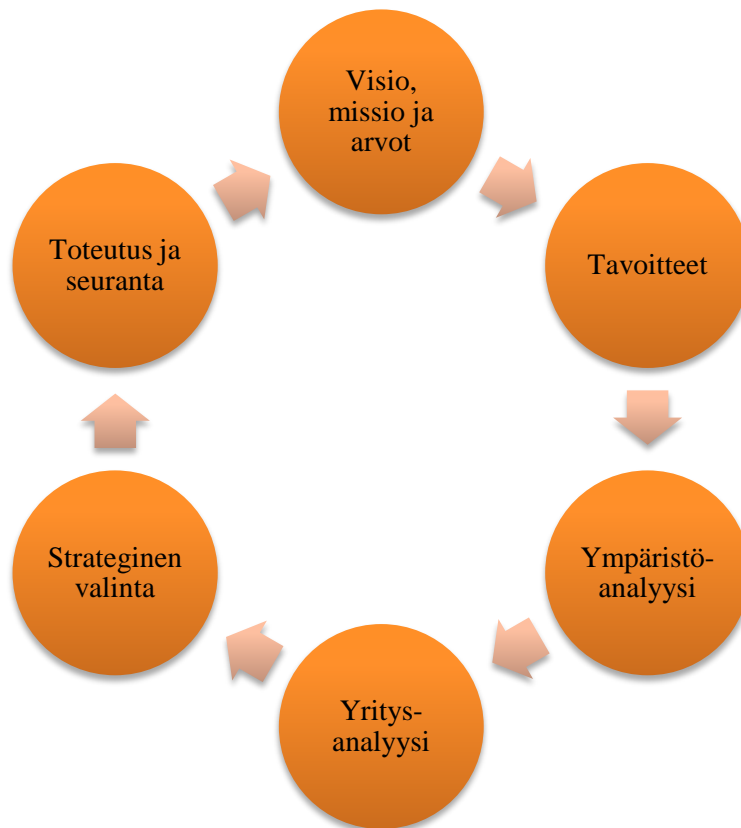 Visio,
missio ja
arvot
Tavoitteet
Ympäristö-
analyysi
Yritys-
analyysi
Strateginen
valinta
Toteutus ja
seuranta